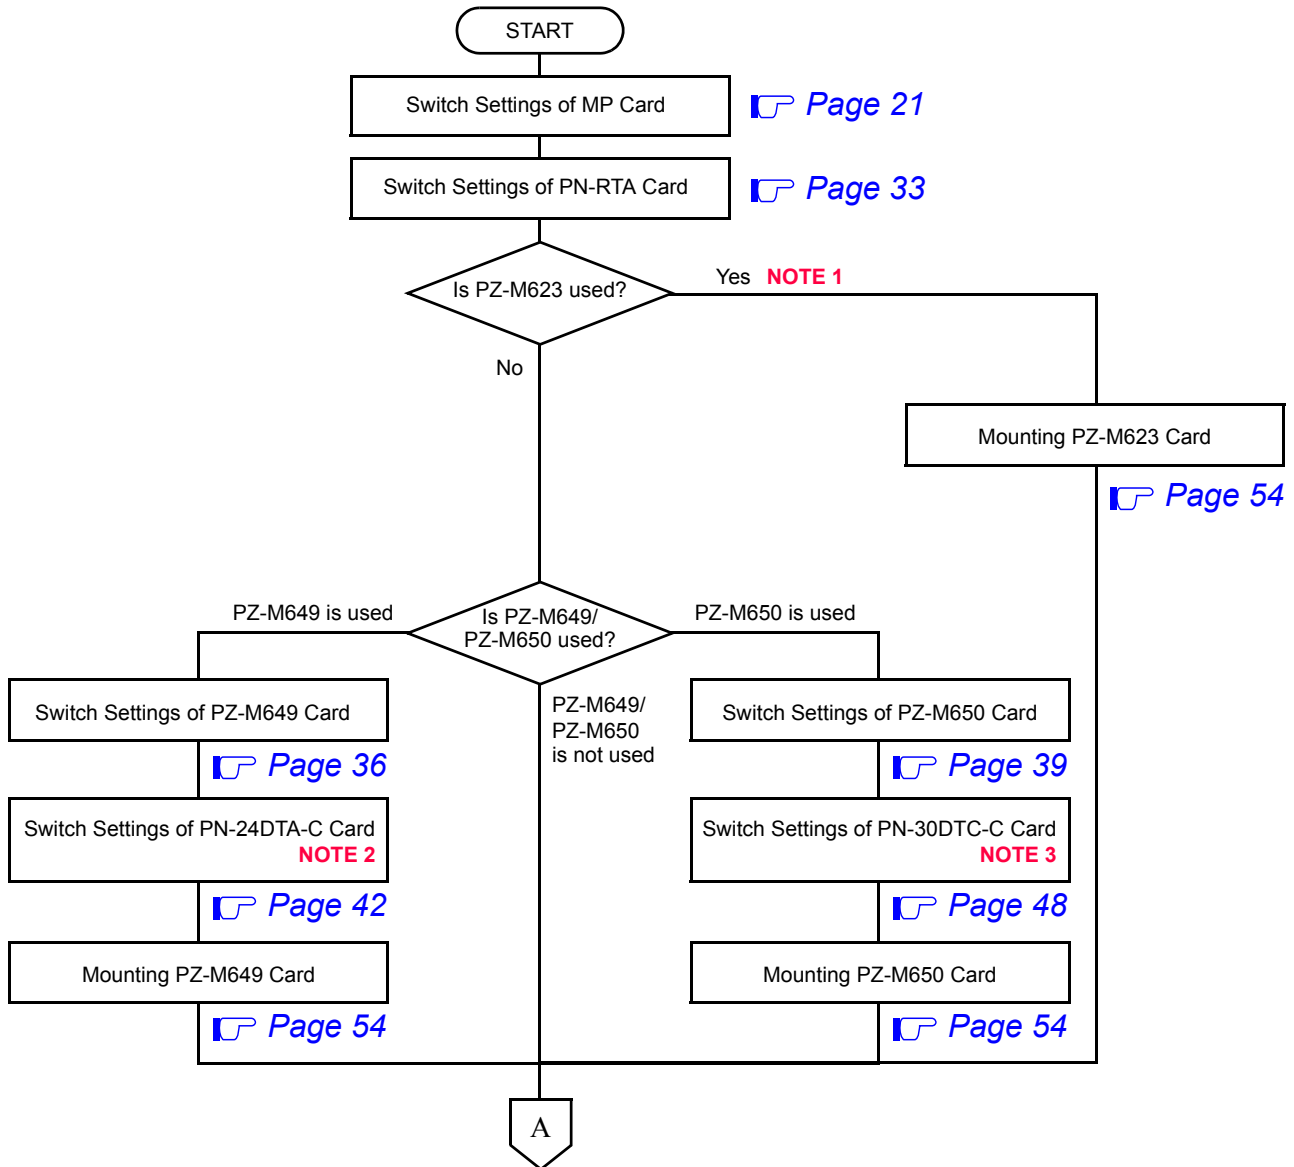 START
Switch Settings of MP Card
Page 21
Switch Settings of PN-RTA Card
Page 33
Is PZ-M623 used?
Yes NOTE 1
No
Mounting PZ-M623 Card
Page 54
PZ-M649 is used
Is PZ-M649/
PZ-M650 used?
PZ-M650 is used
PZ-M649/
PZ-M650
is not used
Switch Settings of PZ-M649 Card
Page 36
Switch Settings of PN-24DTA-C Card
NOTE 2
Page 42
Mounting PZ-M649 Card
Page 54
Switch Settings of PZ-M650 Card
Page 39
Switch Settings of PN-30DTC-C Card
NOTE 3
Page 48
Mounting PZ-M650 Card
Page 54
A